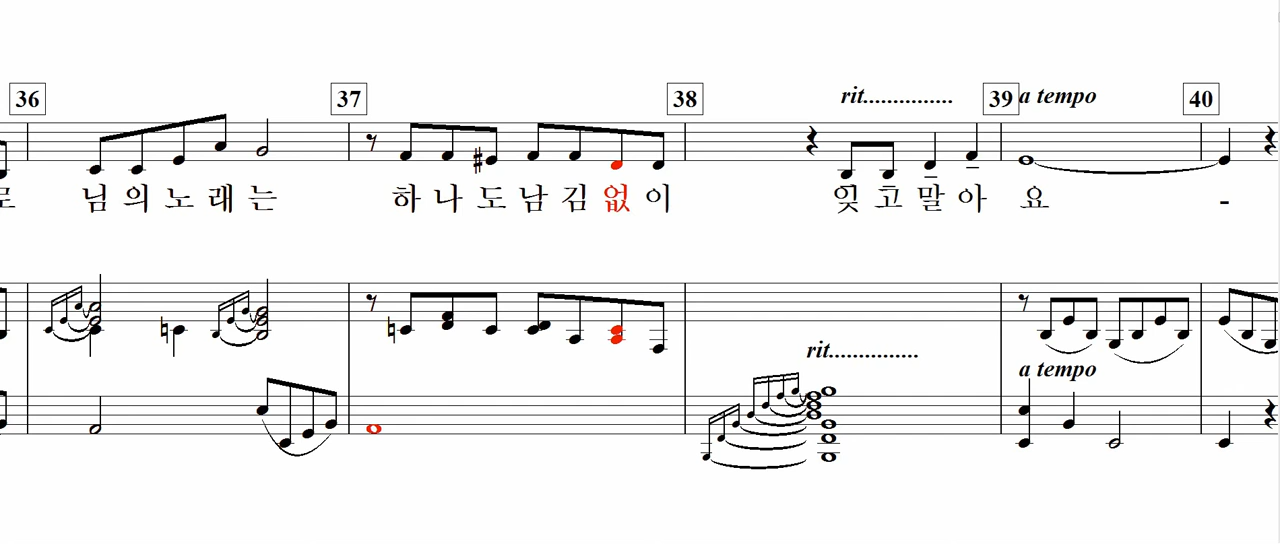 36 37 38 39 40
rit............... a tempo
로 님의노래는 하나도남김없이 잊고말아요 -
rit...............
a tempo